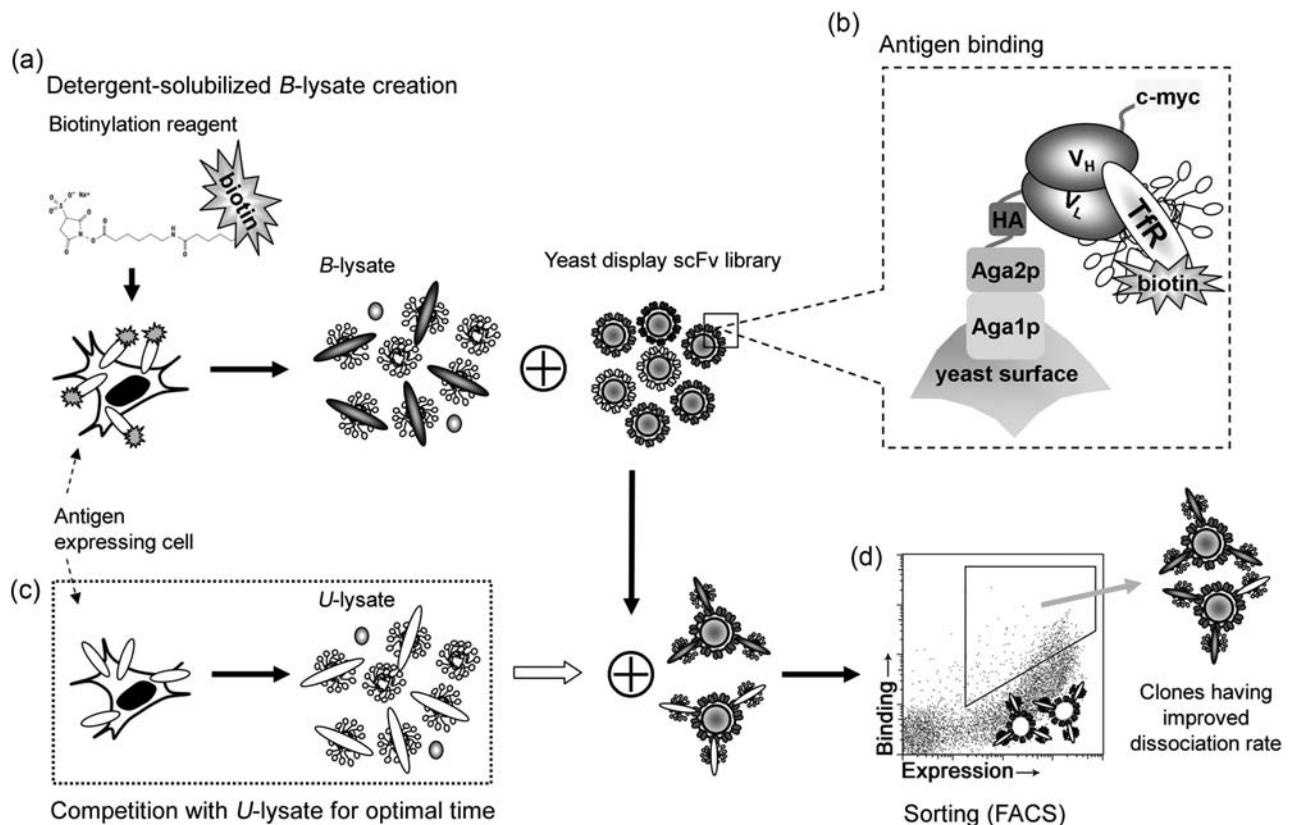 (a)
Detergent-solubilized B-lysate creation
Biotinylation reagent
biotin
B-lysate
Yeast display scFv library
(b)
Antigen binding
c-myc
VH
VL
HA
TfR
Aga2p
biotin
Aga1p
yeast surface
Antigen
expressing cell
(c)
U-lysate
Competition with U-lysate for optimal time
(d)
Binding→
Expression→
Sorting (FACS)
Clones having
improved
dissociation rate